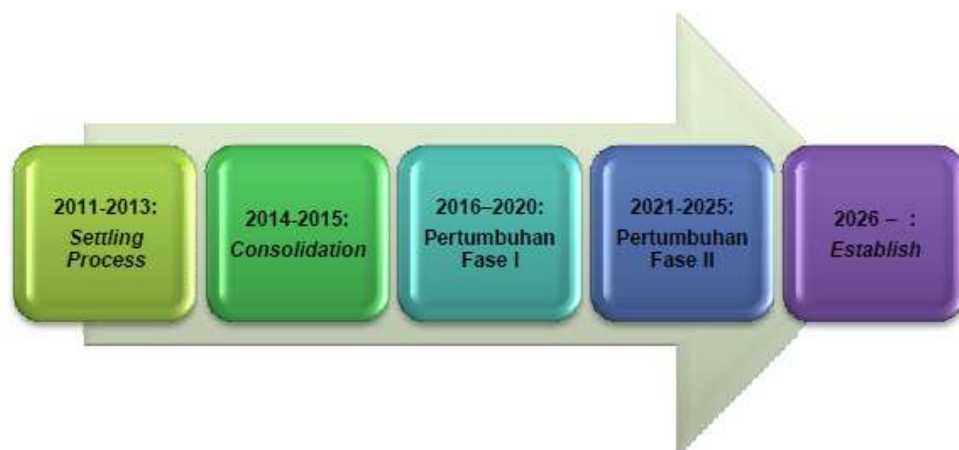 2011-2013:
Settling
Process
2014-2015:
Consolidation
2016–2020:
Pertumbuhan
Fase I
2021-2025:
Pertumbuhan
Fase II
2026 – :
Establish